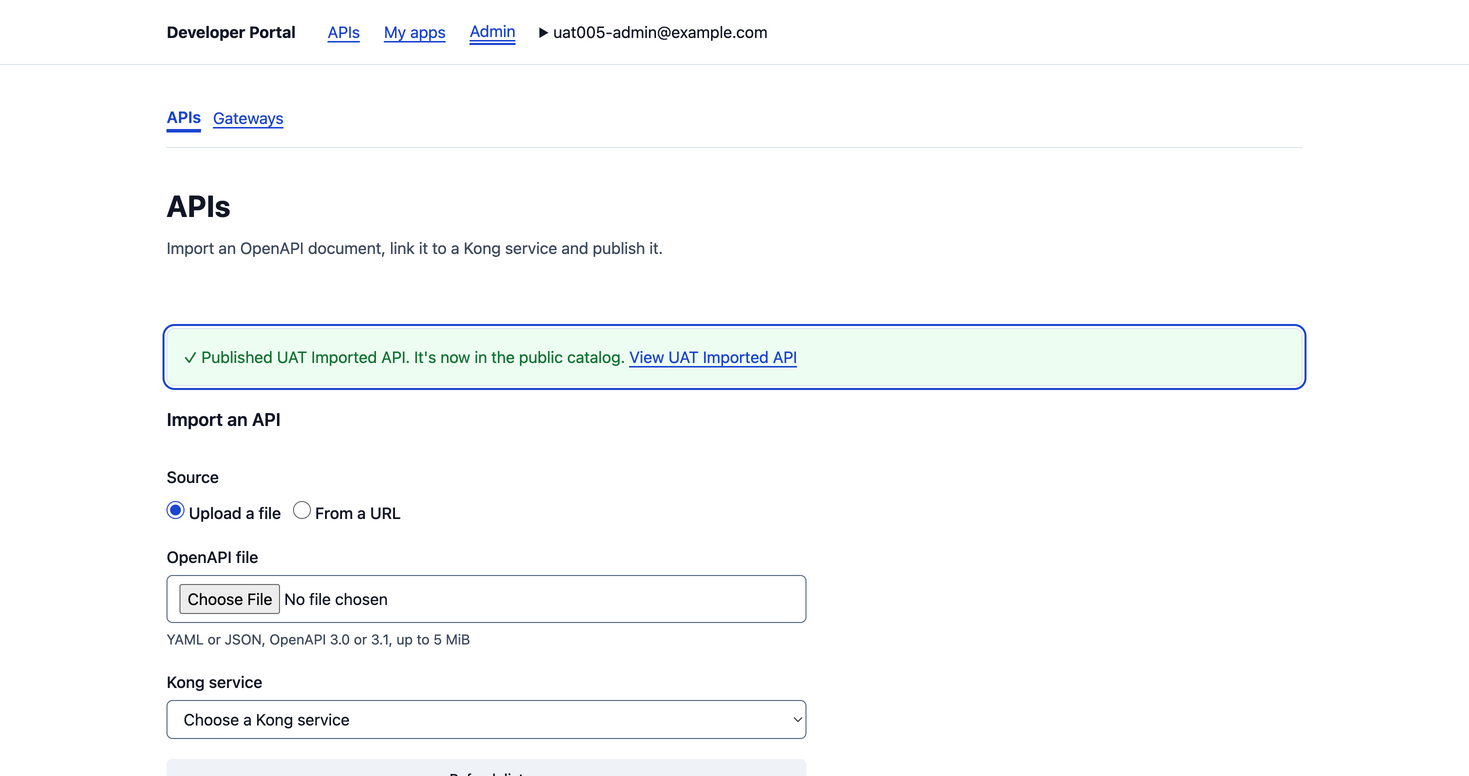 Developer Portal APIs My apps Admin ▶ uat005-admin@example.com
APIs Gateways
APIs
Import an OpenAPI document, link it to a Kong service and publish it.
✓ Published UAT Imported API. It's now in the public catalog. View UAT Imported API
Import an API
Source
Upload a file From a URL
OpenAPI file
Choose File No file chosen
YAML or JSON, OpenAPI 3.0 or 3.1, up to 5 MiB
Kong service
Choose a Kong service